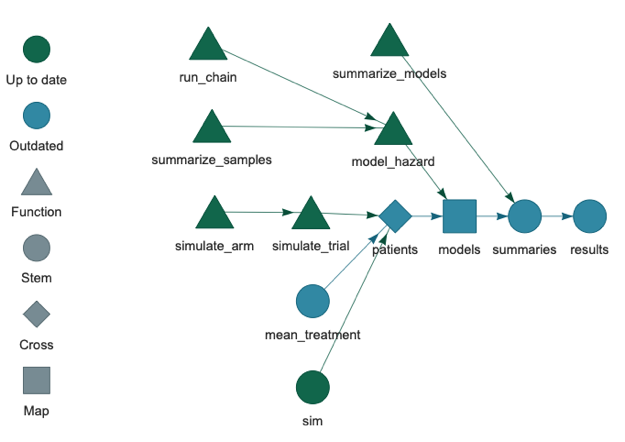 Up to date
Outdated
Function
Stem
Cross
Map
run_chain
summarize_models
summarize_samples
model_hazard
simulate_arm
simulate_trial
patients
models
summaries
results
mean_treatment
sim